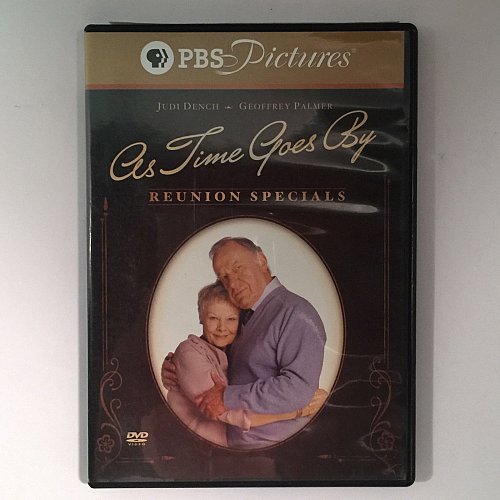 PBS Pictures®
JUDI DENCH ~ GEOFFREY PALMER
As Time Goes By
REUNION SPECIALS
DVD
VIDEO